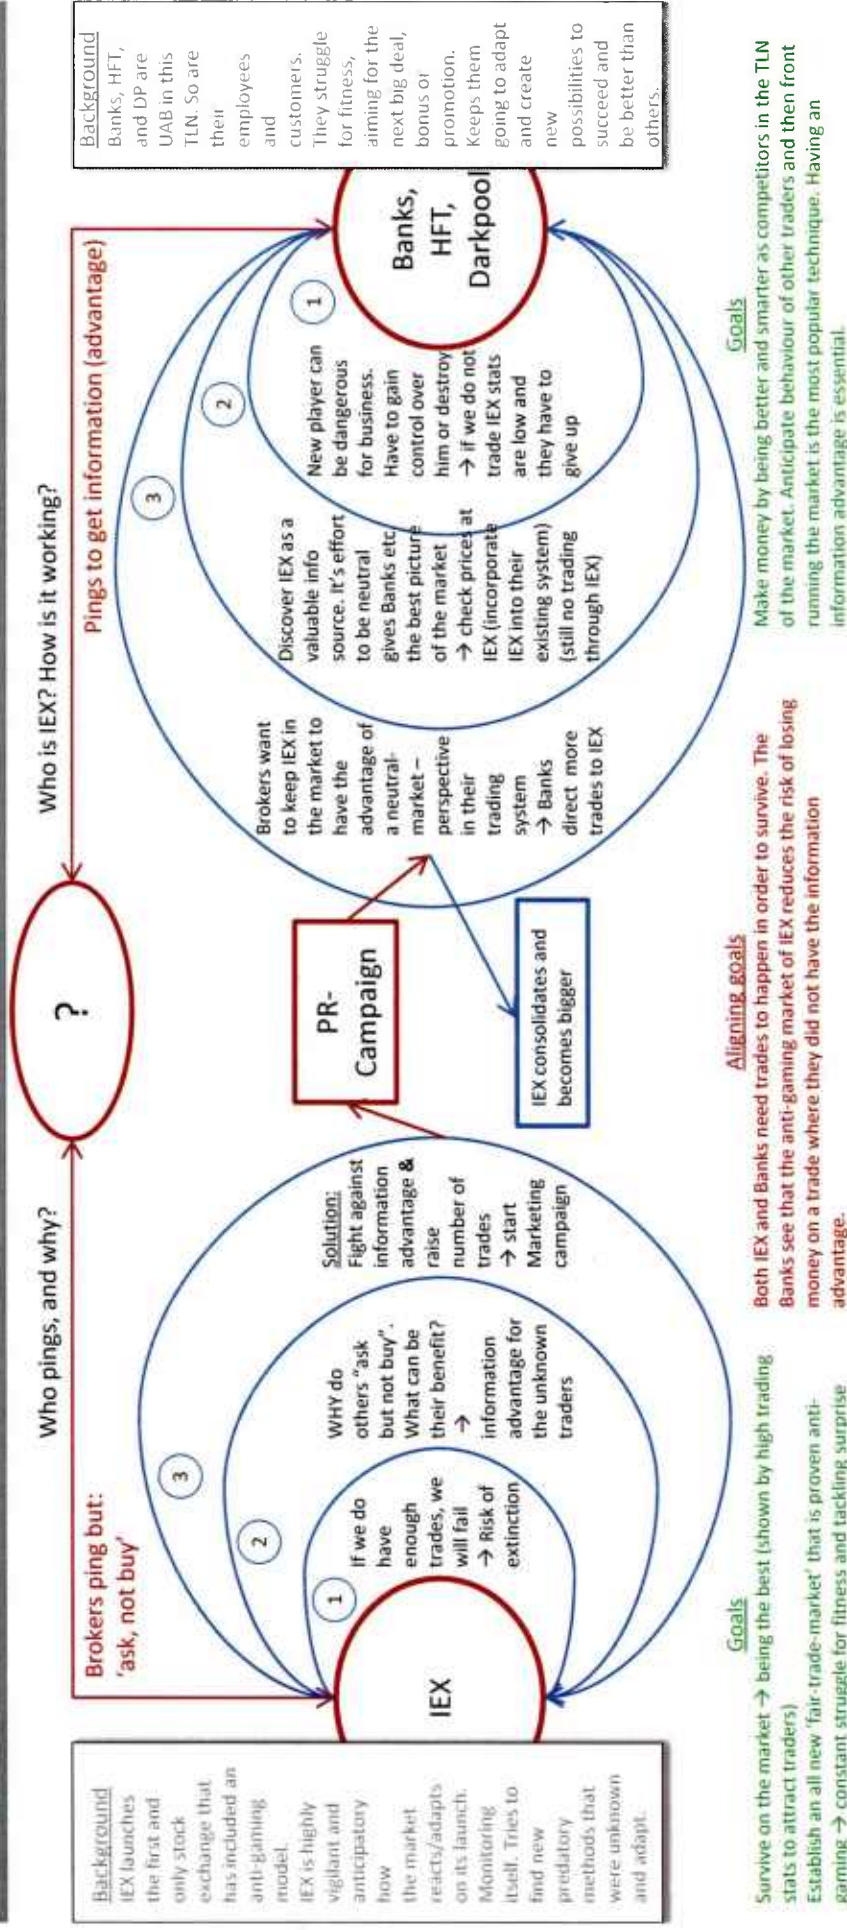 Who pings, and why?
Who is IEX? How is it working?
?
Brokers ping but:
'ask, not buy'
Pings to get information (advantage)
Background
IEX launches
the first and
only stock
exchange that
has included an
anti-gaming
model.
IEX is highly
vigilant and
anticipatory
how
the market
reacts/adapts
on its launch.
Monitoring
itself. Tries to
find new
predatory
methods that
were unknown
and adapt.
IEX
1
If we do
have
enough
trades, we
will fail
→ Risk of
extinction
2
WHY do
others "ask
but not buy".
What can be
their benefit?
→
information
advantage for
the unknown
traders
3
Solution:
Fight against
information
advantage &
raise
number of
trades
→ start
Marketing
campaign
PR-
Campaign
IEX consolidates and
becomes bigger
Brokers want
to keep IEX in
the market to
have the
advantage of
a neutral-
market –
perspective
in their
trading
system
→ Banks
direct more
trades to IEX
3
Discover IEX as a
valuable info
source. It's effort
to be neutral
gives Banks etc.
the best picture
of the market
→ check prices at
IEX (incorporate
IEX into their
existing system)
(still no trading
through IEX)
2
New player can
be dangerous
for business.
Have to gain
control over
him or destroy
→ if we do not
trade IEX stats
are low and
they have to
give up
1
Banks,
HFT,
Darkpool
Background
Banks, HFT,
and DP are
UAB in this
TLN. So are
their
employees
and
customers.
They struggle
for fitness,
aiming for the
next big deal,
bonus or
promotion.
Keeps them
going to adapt
and create
new
possibilities to
succeed and
be better than
others.
Goals
Survive on the market → being the best (shown by high trading
stats to attract traders)
Establish an all new 'fair-trade-market' that is proven anti-
gaming → constant struggle for fitness and tackling surprise
Aligning goals
Both IEX and Banks need trades to happen in order to survive. The
Banks see that the anti-gaming market of IEX reduces the risk of losing
money on a trade where they did not have the information
advantage.
Goals
Make money by being better and smarter as competitors in the TLN
of the market. Anticipate behaviour of other traders and then front
running the market is the most popular technique. Having an
information advantage is essential.